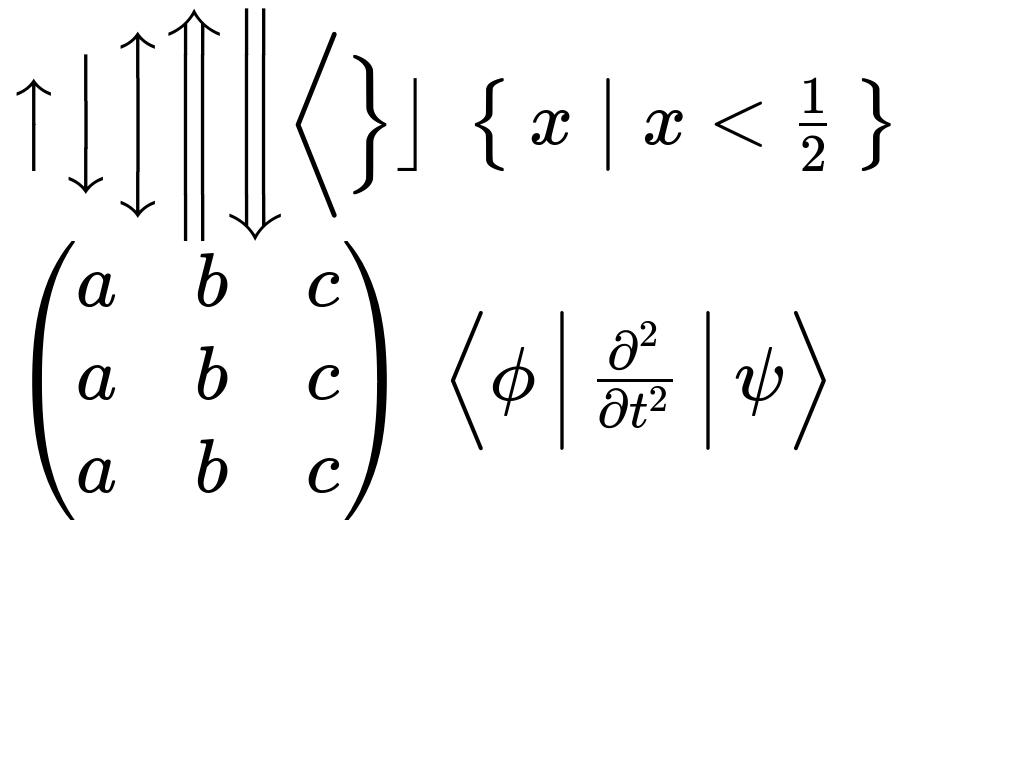 ↑ ↓ ↕ ⇑ ⇓ ⟨ } ⌋ { x | x < 1/2 }
( a b c
a b c
a b c ) ⟨ ϕ | ∂²/∂t² | ψ ⟩